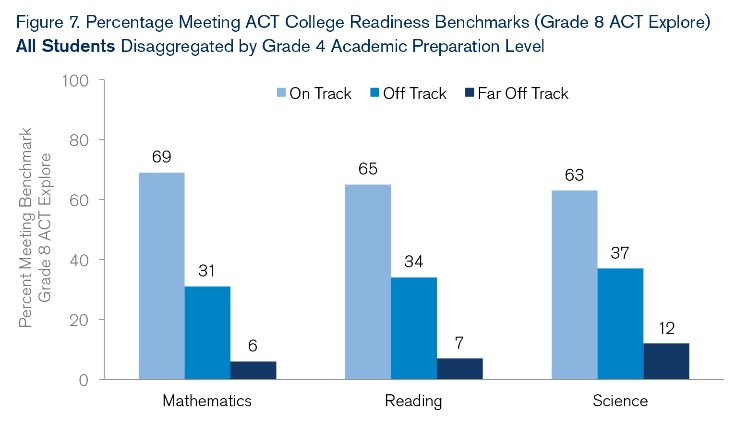 Figure 7. Percentage Meeting ACT College Readiness Benchmarks (Grade 8 ACT Explore)
All Students Disaggregated by Grade 4 Academic Preparation Level
On Track Off Track Far Off Track
Percent Meeting Benchmark
Grade 8 ACT Explore
100
80
60
40
20
0
69
31
6
65
34
7
63
37
12
Mathematics Reading Science